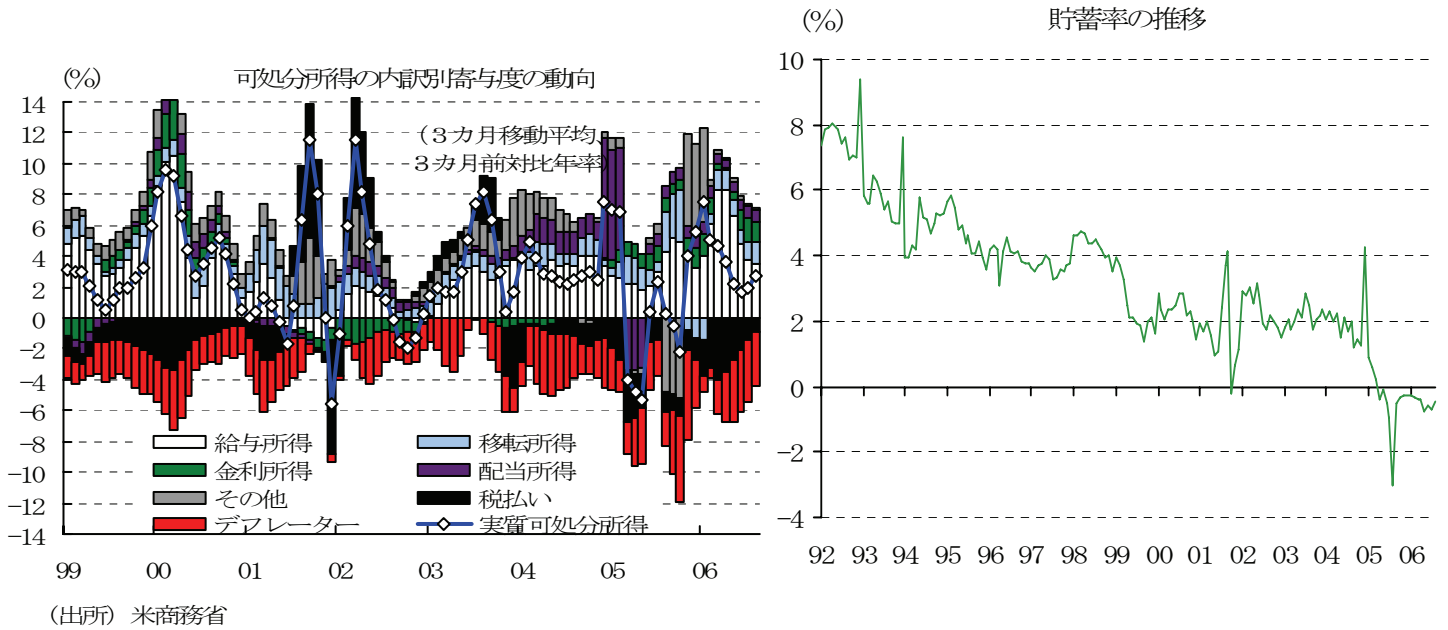 (%)
可処分所得の内訳別寄与度の動向
(3カ月移動平均、
3カ月前対比年率)
14
12
10
8
6
4
2
0
−2
−4
−6
−8
−10
−12
−14
給与所得
移転所得
金利所得
配当所得
その他
税払い
デフレーター
実質可処分所得
99 00 01 02 03 04 05 06
(出所) 米商務省
(%)
貯蓄率の推移
10
8
6
4
2
0
−2
−4
92 93 94 95 96 97 98 99 00 01 02 03 04 05 06